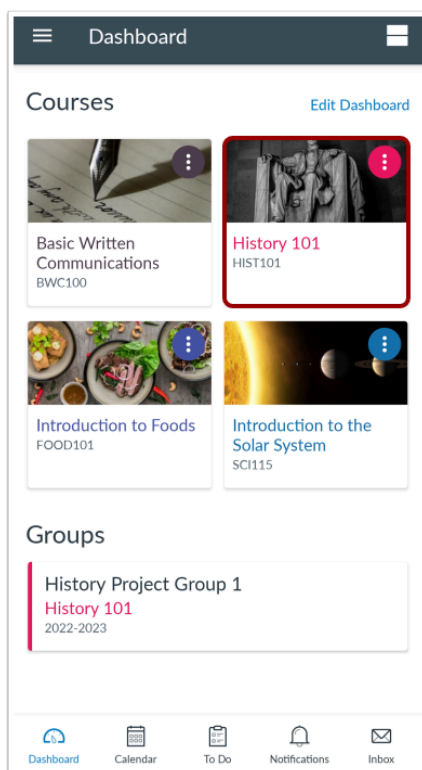 Dashboard
Courses
Edit Dashboard
Basic Written
Communications
BWC100
History 101
HIST101
Introduction to Foods
FOOD101
Introduction to the
Solar System
SCI115
Groups
History Project Group 1
History 101
2022-2023
Dashboard
Calendar
To Do
Notifications
Inbox